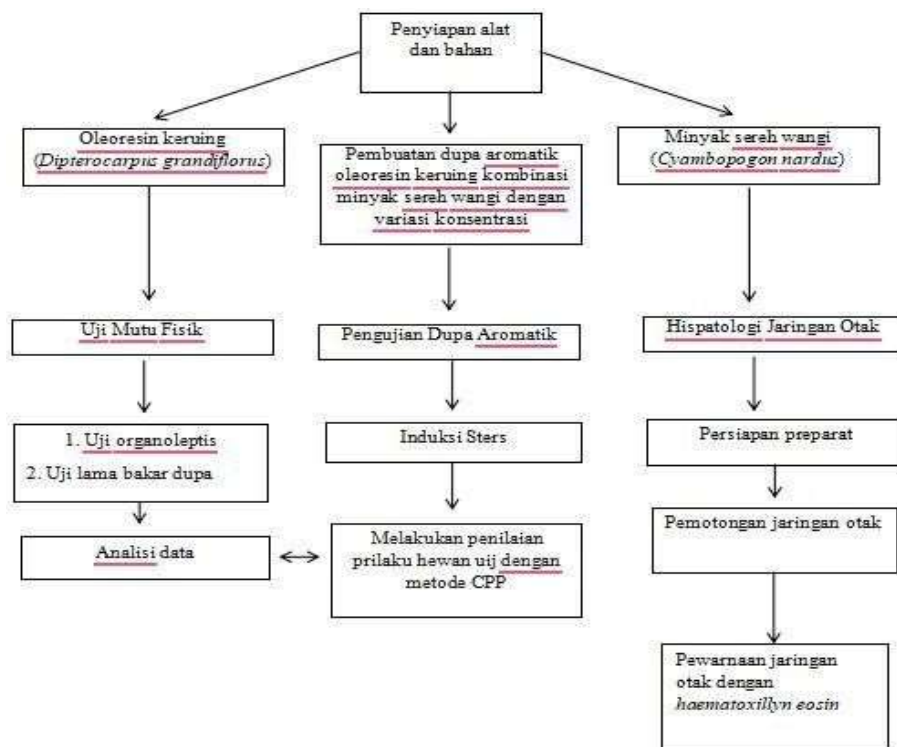 Penyiapan alat
dan bahan
Oleoresin keruing
(Dipterocarpus grandiflorus)
Pembuatan dupa aromatik
oleoresin keruing kombinasi
minyak sereh wangi dengan
variasi konsentrasi
Minyak sereh wangi
(Cyambopogon nardus)
Uji Mutu Fisik
Pengujian Dupa Aromatik
Hispatologi Jaringan Otak
1. Uji organoleptis
2. Uji lama bakar dupa
Induksi Sters
Persiapan preparat
Analisi data
Melakukan penilaian
prilaku hewan uij dengan
metode CPP
Pemotongan jaringan otak
Pewarnaan jaringan
otak dengan
haematoxillyn eosin